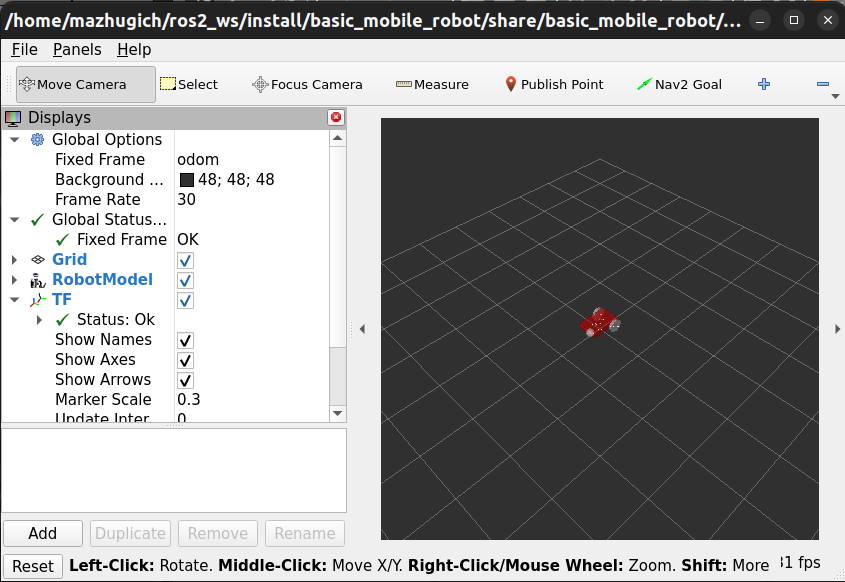 /home/mazhugich/ros2_ws/install/basic_mobile_robot/share/basic_mobile_robot/...
File Panels Help
Move Camera Select Focus Camera Measure Publish Point Nav2 Goal
Displays
Global Options
Fixed Frame odom
Background ... 48; 48; 48
Frame Rate 30
Global Status...
Fixed Frame OK
Grid
RobotModel
TF
Status: Ok
Show Names
Show Axes
Show Arrows
Marker Scale 0.3
Update Inter 0
Add Duplicate Remove Rename
Reset Left-Click: Rotate. Middle-Click: Move X/Y. Right-Click/Mouse Wheel: Zoom. Shift: More 31 fps